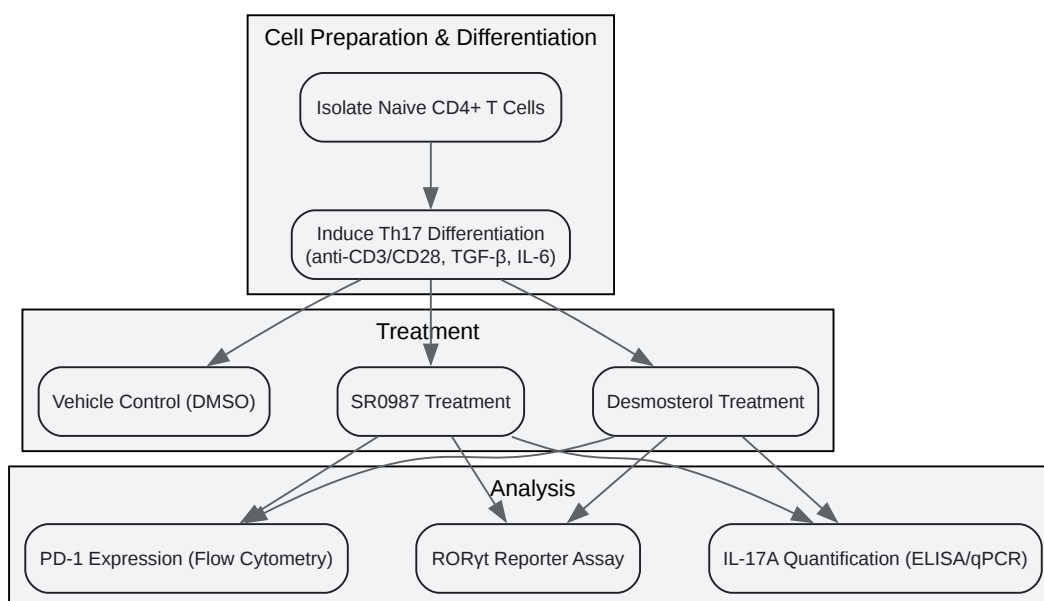 Cell Preparation & Differentiation
Isolate Naive CD4+ T Cells
Induce Th17 Differentiation
(anti-CD3/CD28, TGF-β, IL-6)
Treatment
Vehicle Control (DMSO)
SR0987 Treatment
Desmosterol Treatment
Analysis
PD-1 Expression (Flow Cytometry)
RORγt Reporter Assay
IL-17A Quantification (ELISA/qPCR)